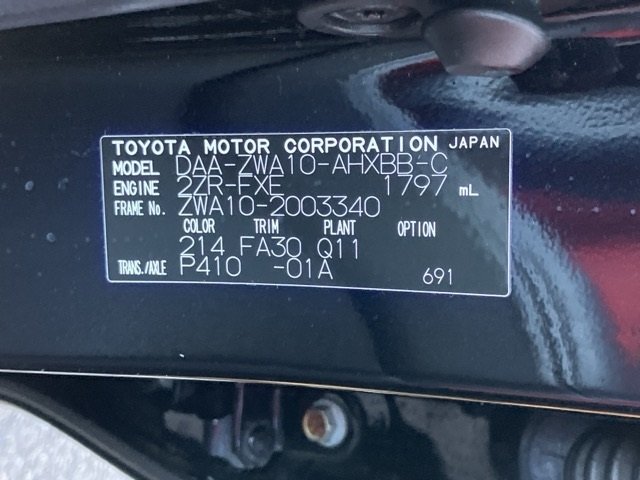 TOYOTA MOTOR CORPORATION JAPAN
MODEL DAA-ZWA10-AHXBB-C
ENGINE 2ZR-FXE 1797 mL
FRAME No. ZWA10-2003340
COLOR TRIM PLANT OPTION
214 FA30 Q11
TRANS./AXLE P410 -01A 691